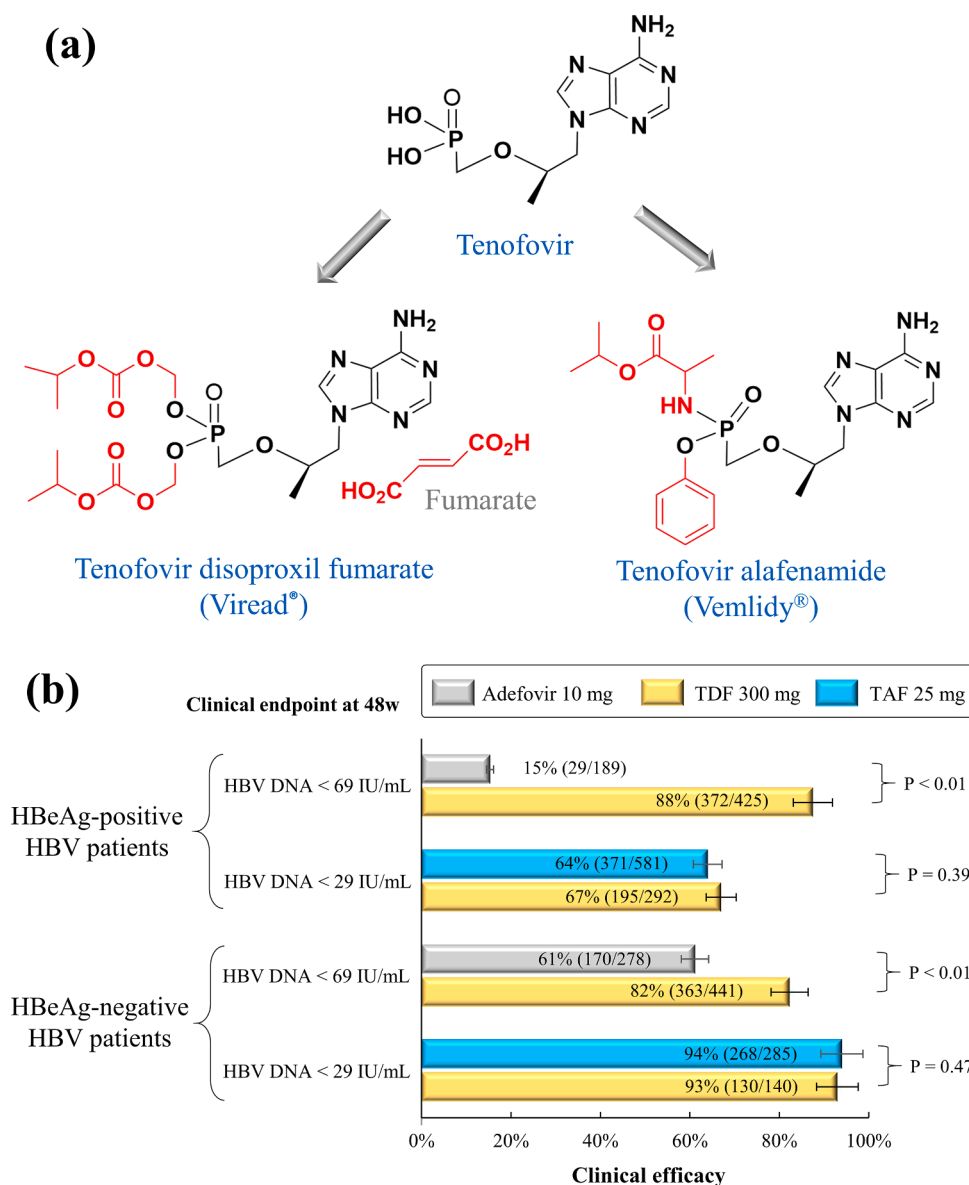 (a)
NH₂
N
N
N
N
O
HO
HO
P
O
Tenofovir
O
O
O
O
O
P
O
O
O
O
O
NH₂
N
N
N
N
CO₂H
HO₂C
Fumarate
Tenofovir disoproxil fumarate
(Viread®)
O
O
HN
P
O
O
O
NH₂
N
N
N
N
Tenofovir alafenamide
(Vemlidy®)
(b)
Clinical endpoint at 48w
Adefovir 10 mg
TDF 300 mg
TAF 25 mg
HBeAg-positive
HBV patients
HBV DNA < 69 IU/mL
15% (29/189)
88% (372/425)
P < 0.01
HBV DNA < 29 IU/mL
64% (371/581)
67% (195/292)
P = 0.39
HBeAg-negative
HBV patients
HBV DNA < 69 IU/mL
61% (170/278)
82% (363/441)
P < 0.01
HBV DNA < 29 IU/mL
94% (268/285)
93% (130/140)
P = 0.47
0%
20%
40%
60%
80%
100%
Clinical efficacy